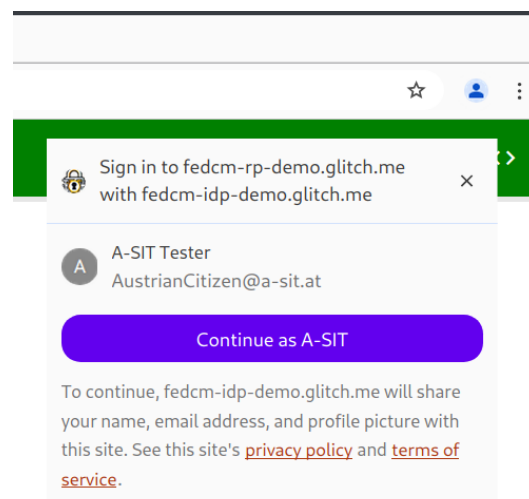 Sign in to fedcm-rp-demo.glitch.me
with fedcm-idp-demo.glitch.me
A
A-SIT Tester
AustrianCitizen@a-sit.at
Continue as A-SIT
To continue, fedcm-idp-demo.glitch.me will share
your name, email address, and profile picture with
this site. See this site's privacy policy and terms of
service.